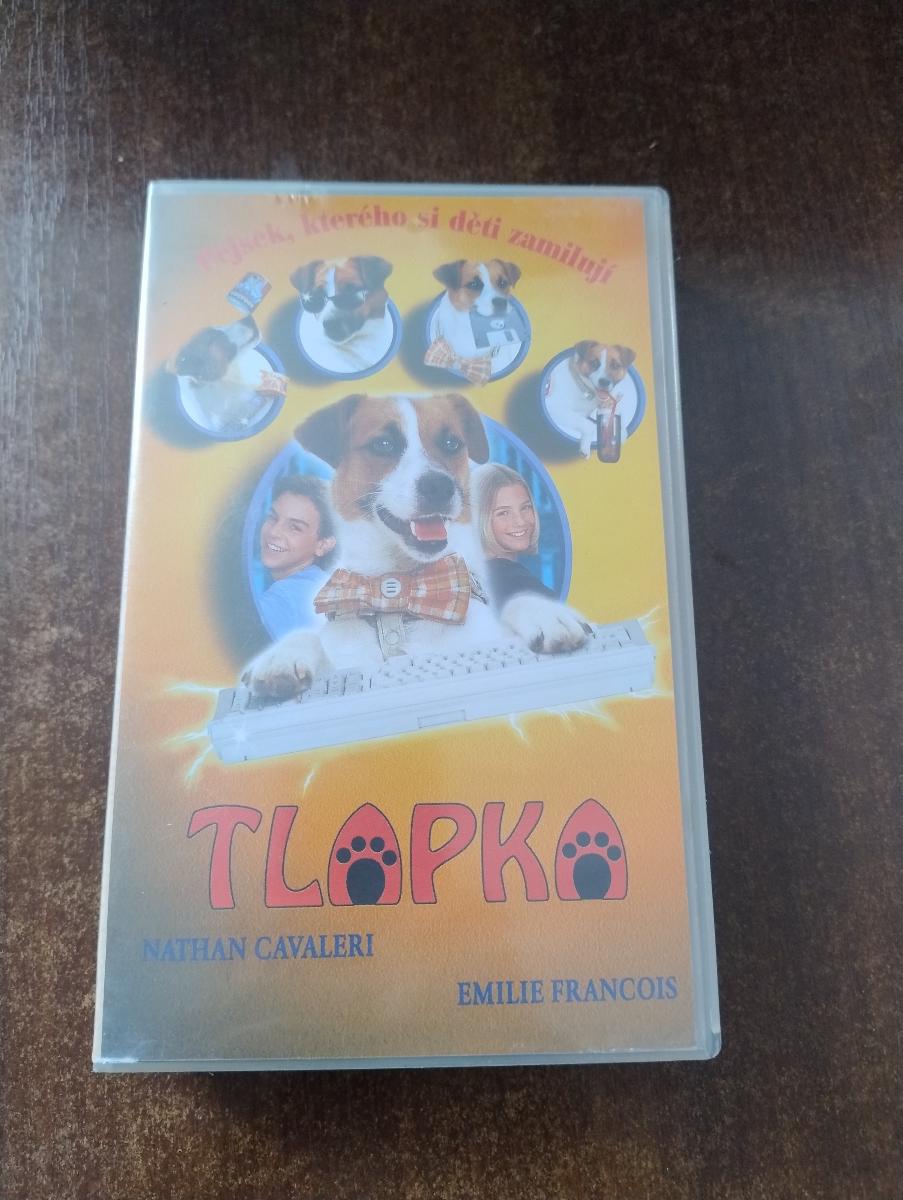 Pejsek, kterého si děti zamilují
TLAPKA
NATHAN CAVALERI
EMILIE FRANCOIS